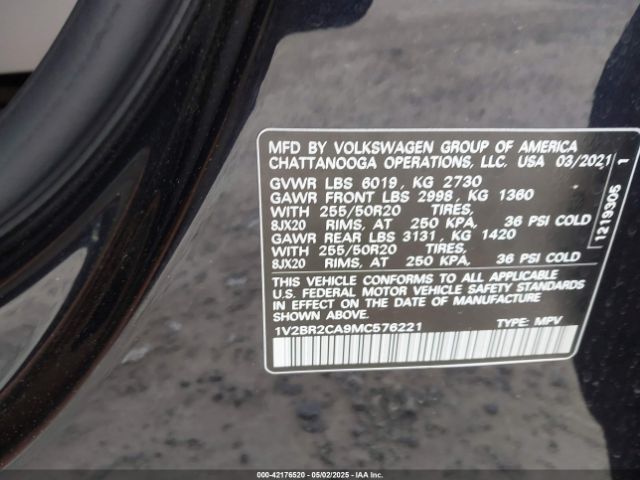 MFD BY VOLKSWAGEN GROUP OF AMERICA
CHATTANOOGA OPERATIONS, LLC. USA 03/2021
GVWR LBS 6019, KG 2730
GAWR FRONT LBS 2998, KG 1360
WITH 255/50R20 TIRES,
8JX20 RIMS, AT 250 KPA, 36 PSI COLD
GAWR REAR LBS 3131, KG 1420
WITH 255/50R20 TIRES,
8JX20 RIMS, AT 250 KPA, 36 PSI COLD
THIS VEHICLE CONFORMS TO ALL APPLICABLE
U.S. FEDERAL MOTOR VEHICLE SAFETY STANDARDS
IN EFFECT ON THE DATE OF MANUFACTURE
SHOWN ABOVE.
1V2BR2CA9MC576221 TYPE: MPV
1219305 1
000-42176520 05/02/2025 IAAI.COM